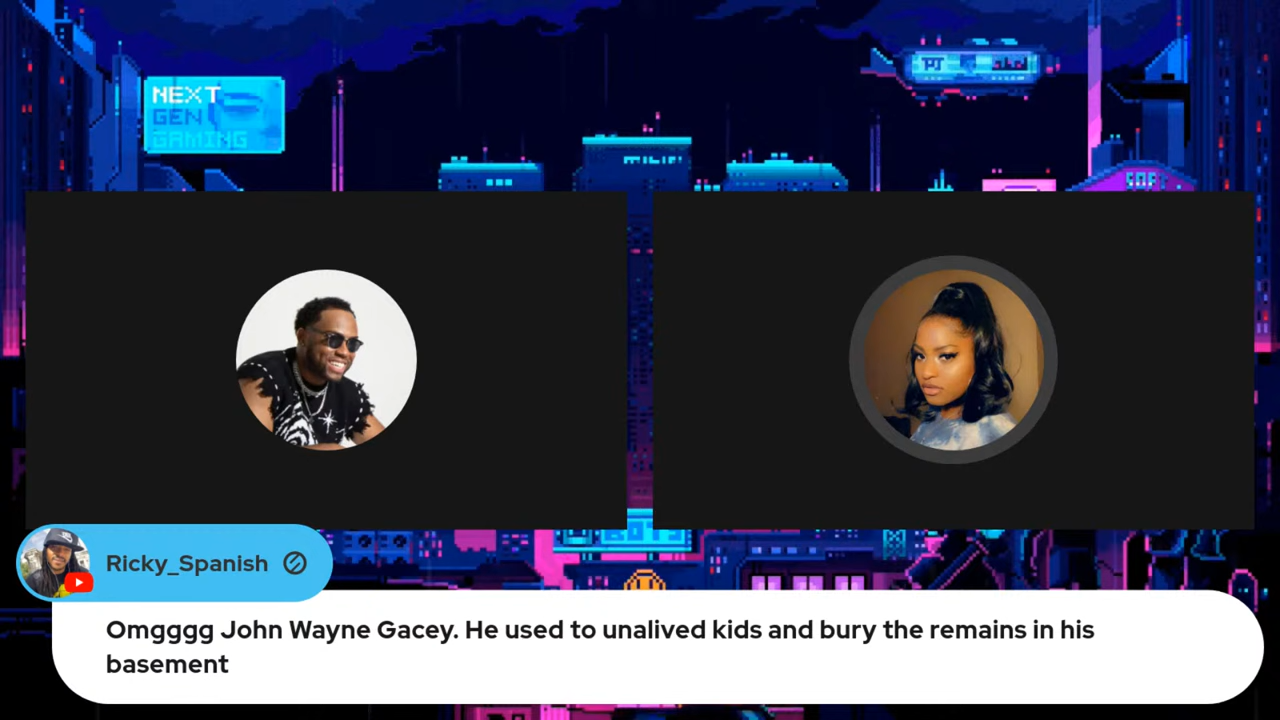 NEXT
GEN
GAMING
Ricky_Spanish
Omgggg John Wayne Gacey. He used to unalived kids and bury the remains in his
basement